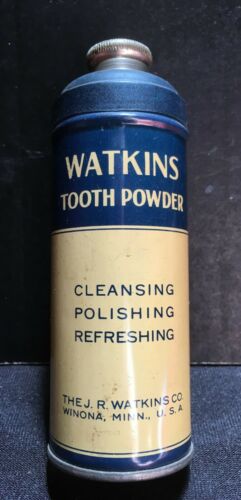 WATKINS
TOOTH POWDER
CLEANSING
POLISHING
REFRESHING
THE J. R. WATKINS CO.
WINONA, MINN., U. S. A.